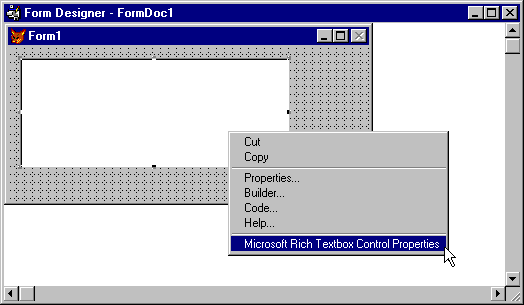 Form Designer - FormDoc1
Form1
Cut
Copy
Properties...
Builder...
Code...
Help...
Microsoft Rich Textbox Control Properties